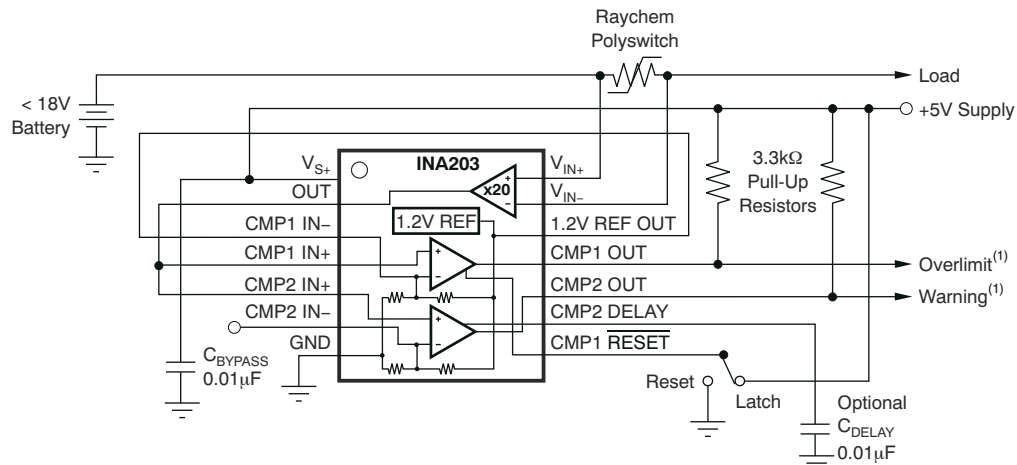 Raychem
Polyswitch
Load
< 18V
Battery
+5V Supply
INA203
V_S+
V_IN+
OUT
x20
V_IN−
3.3kΩ
Pull-Up
Resistors
1.2V REF
CMP1 IN−
1.2V REF OUT
CMP1 IN+
CMP1 OUT
Overlimit(1)
CMP2 IN+
CMP2 OUT
Warning(1)
CMP2 IN−
CMP2 DELAY
GND
CMP1 RESET
C_BYPASS
0.01μF
Reset
Latch
Optional
C_DELAY
0.01μF
+
−
+
−
+
−